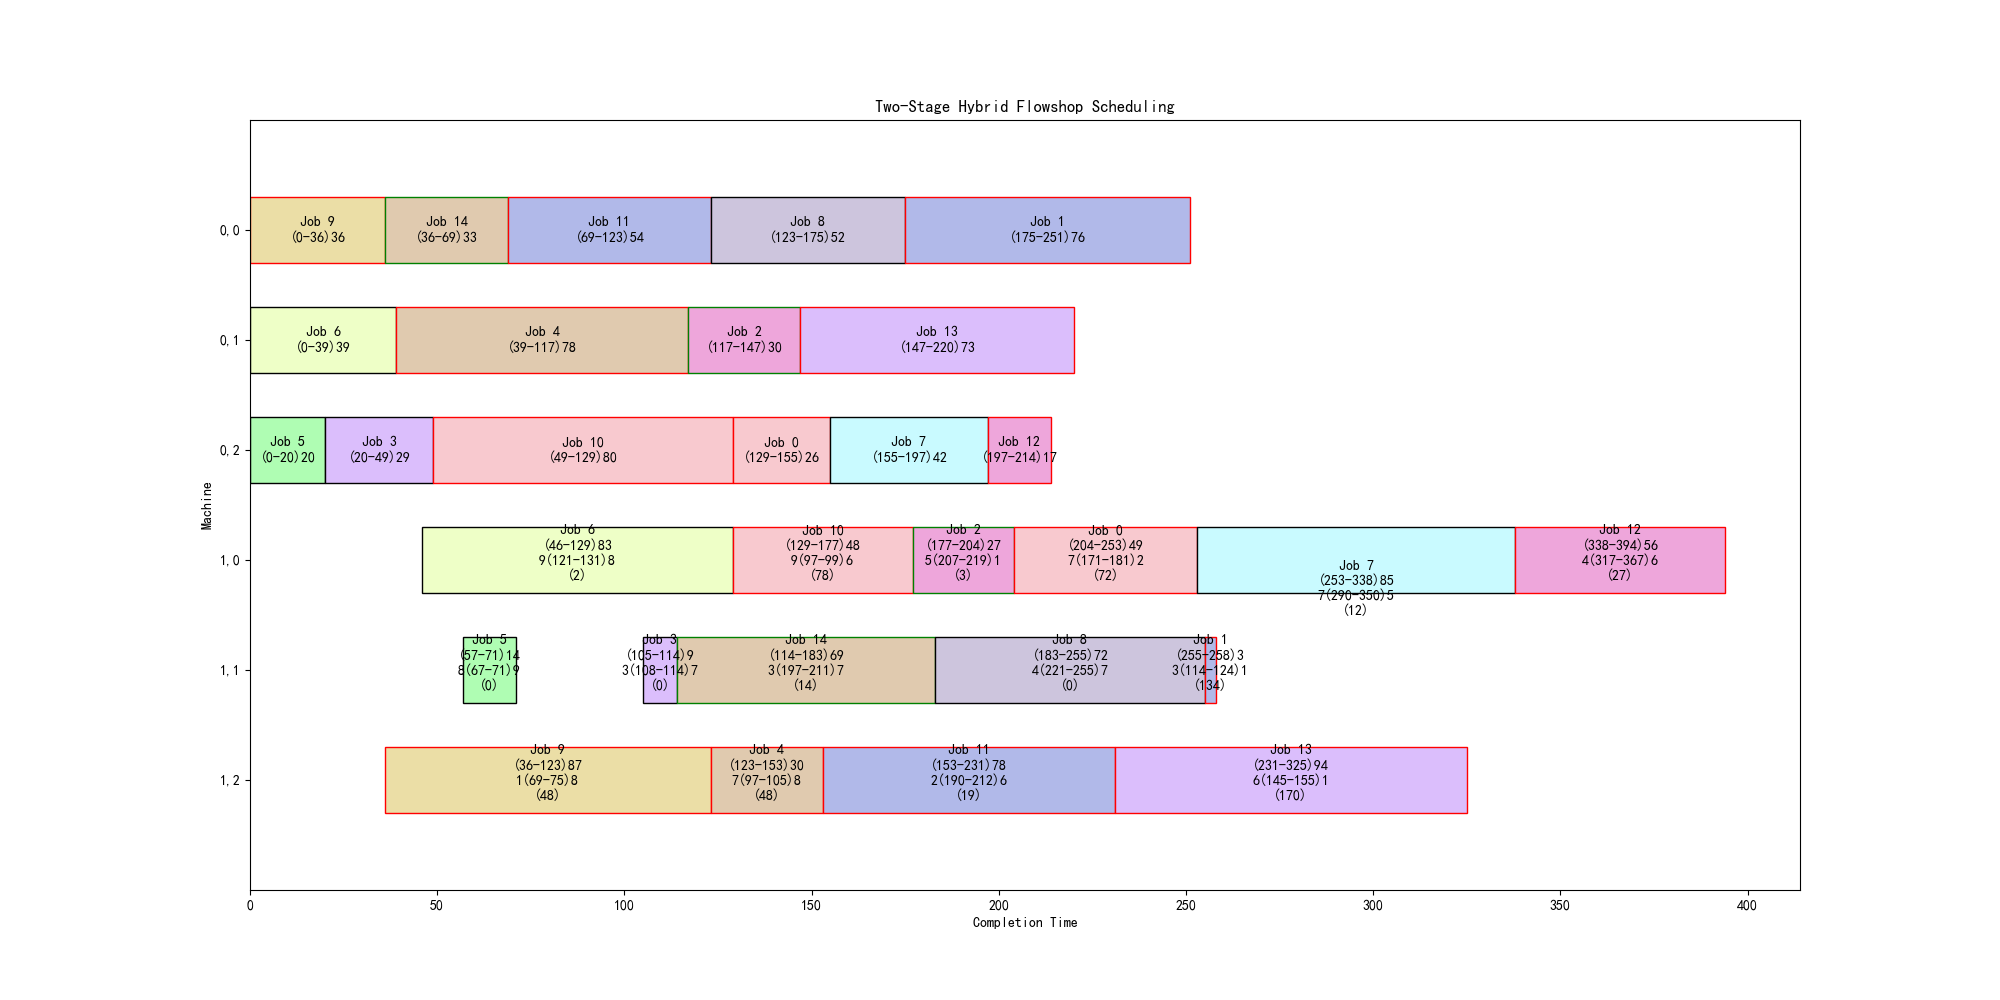 Two-Stage Hybrid Flowshop Scheduling
0,0
Job 9
(0-36)36
Job 14
(36-69)33
Job 11
(69-123)54
Job 8
(123-175)52
Job 1
(175-251)76
0,1
Job 6
(0-39)39
Job 4
(39-117)78
Job 2
(117-147)30
Job 13
(147-220)73
0,2
Job 5
(0-20)20
Job 3
(20-49)29
Job 10
(49-129)80
Job 0
(129-155)26
Job 7
(155-197)42
Job 12
(197-214)17
Machine
1,0
Job 6
(46-129)83
9(121-131)8
(2)
Job 10
(129-177)48
9(97-99)6
(78)
Job 2
(177-204)27
5(207-219)1
(3)
Job 0
(204-253)49
7(171-181)2
(72)
Job 7
(253-338)85
7(290-350)5
(12)
Job 12
(338-394)56
4(317-367)6
(27)
1,1
Job 5
(57-71)14
8(67-71)9
(0)
Job 3
(105-114)9
3(108-114)7
(0)
Job 14
(114-183)69
3(197-211)7
(14)
Job 8
(183-255)72
4(221-255)7
(0)
Job 1
(255-258)3
3(114-124)1
(134)
1,2
Job 9
(36-123)87
1(69-75)8
(48)
Job 4
(123-153)30
7(97-105)8
(48)
Job 11
(153-231)78
2(190-212)6
(19)
Job 13
(231-325)94
6(145-155)1
(170)
0 50 100 150 200 250 300 350 400
Completion Time